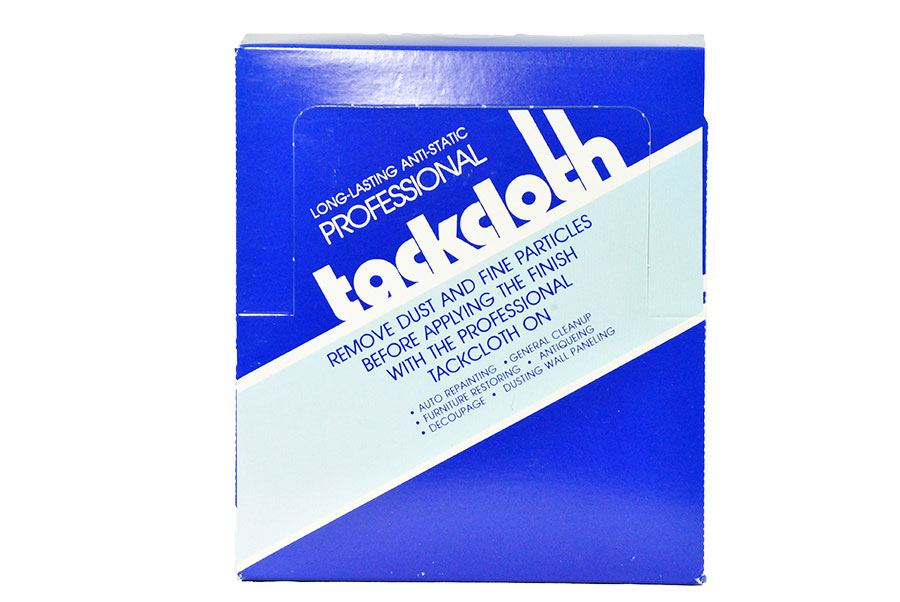 LONG-LASTING ANTI-STATIC
PROFESSIONAL
tackcloth
REMOVE DUST AND FINE PARTICLES
BEFORE APPLYING THE FINISH
WITH THE PROFESSIONAL
TACKCLOTH ON
• AUTO REPAINTING • GENERAL CLEANUP
• FURNITURE RESTORING • ANTIQUEING
• DECOUPAGE • DUSTING WALL PANELING